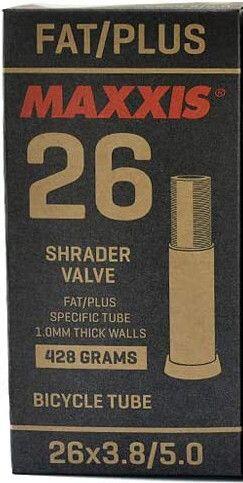 FAT/PLUS
MAXXIS®
26
SHRADER
VALVE
FAT/PLUS
SPECIFIC TUBE
1.0MM THICK WALLS
428 GRAMS
BICYCLE TUBE
26x3.8/5.0